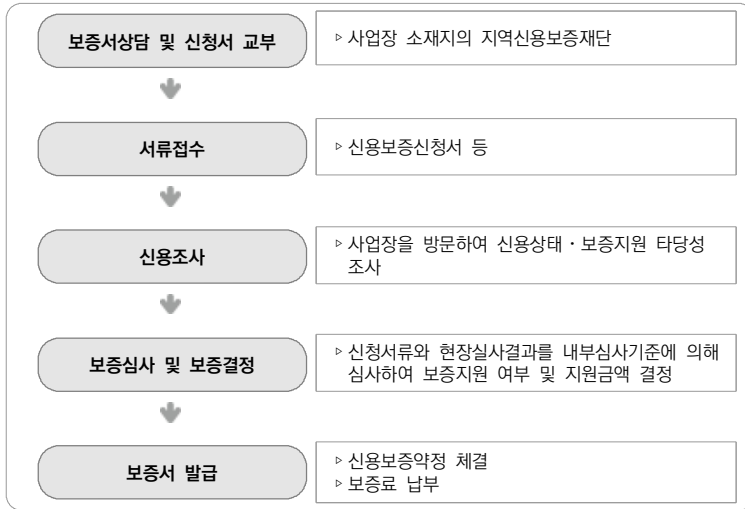 보증서상담 및 신청서 교부
▹사업장 소재지의 지역신용보증재단
서류접수
▹신용보증신청서 등
신용조사
▹사업장을 방문하여 신용상태·보증지원 타당성
조사
보증심사 및 보증결정
▹신청서류와 현장실사결과를 내부심사기준에 의해
심사하여 보증지원 여부 및 지원금액 결정
보증서 발급
▹신용보증약정 체결
▹보증료 납부